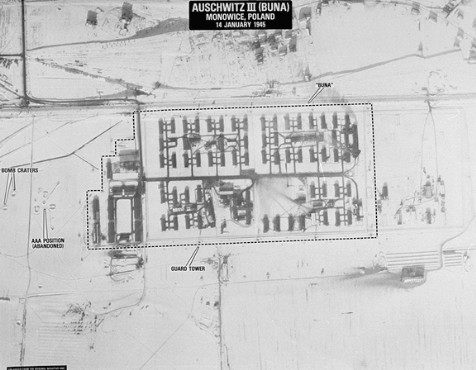 AUSCHWITZ III (BUNA)
MONOWICE, POLAND
14 JANUARY 1945
"BUNA"
BOMB CRATERS
AAA POSITION
(ABANDONED)
GUARD TOWER